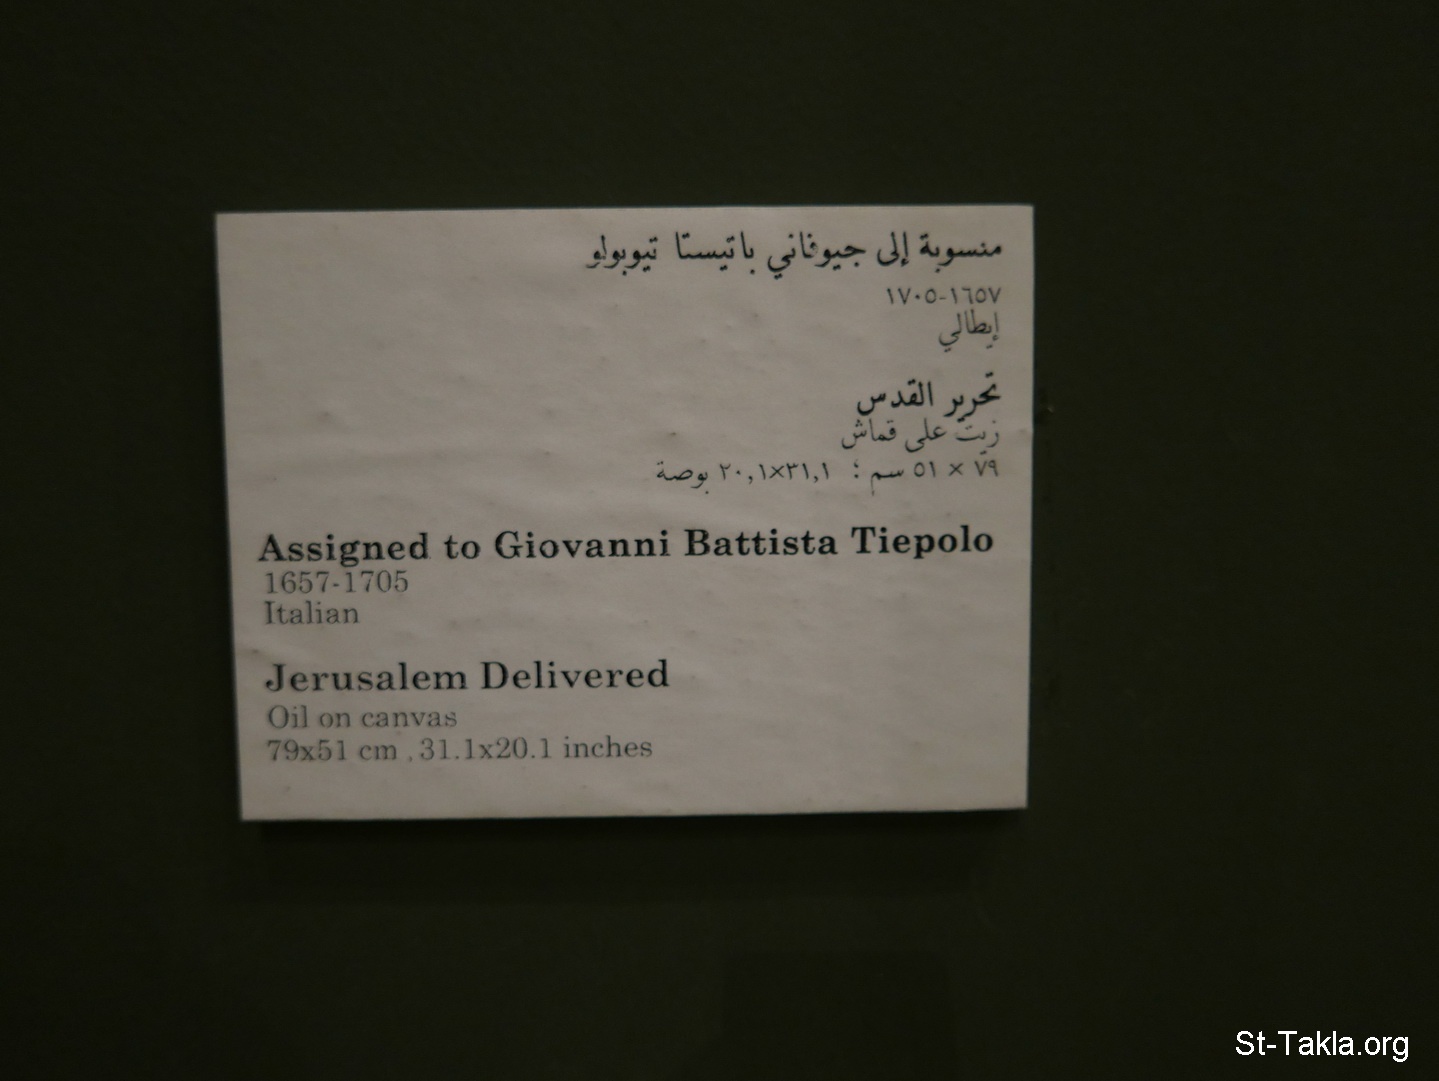 منسوبة إلى جيوفاني باتيستا تيوبولو
١٦٥٧-١٧٠٥
إيطالي
تحرير القدس
زيت على قماش
٧٩ × ٥١ سم ؛ ٣١,١×٢٠,١ بوصة
Assigned to Giovanni Battista Tiepolo
1657-1705
Italian
Jerusalem Delivered
Oil on canvas
79x51 cm , 31.1x20.1 inches
St-Takla.org